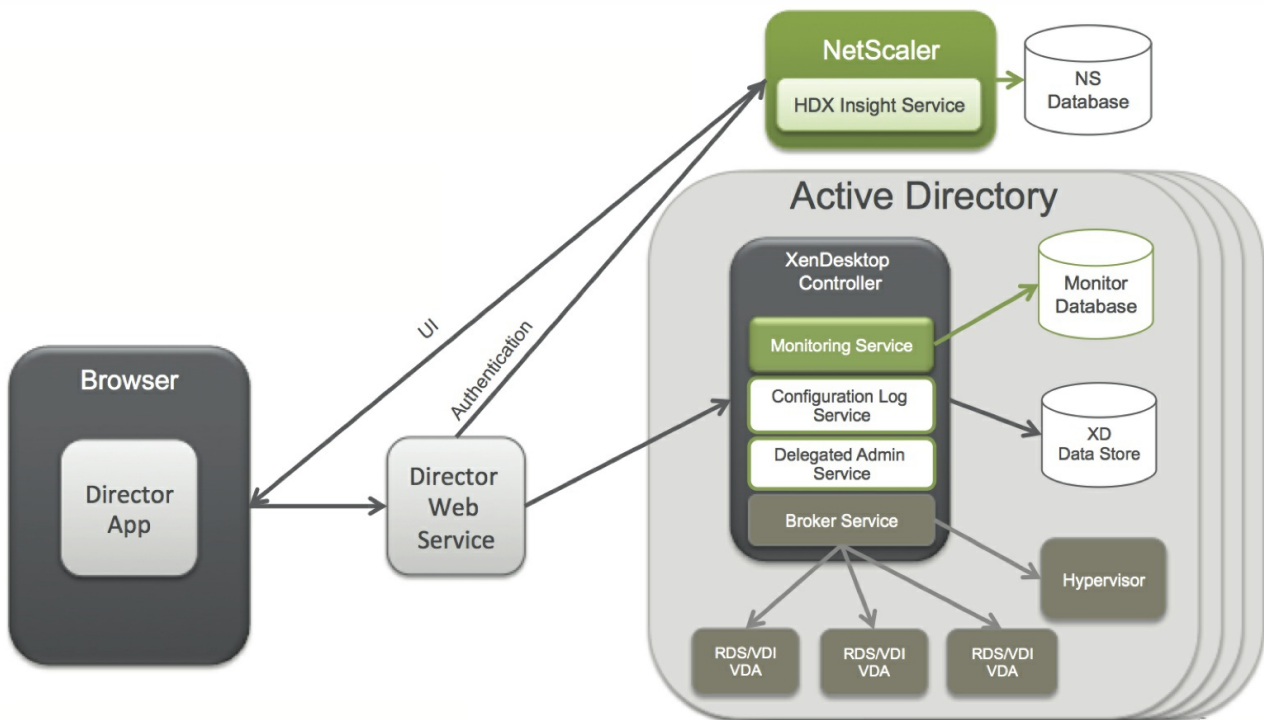 NetScaler
HDX Insight Service
NS
Database
Active Directory
XenDesktop
Controller
Monitor
Database
UI
Authentication
Monitoring Service
Browser
Configuration Log
Service
XD
Data Store
Director
App
Director
Web
Service
Delegated Admin
Service
Broker Service
Hypervisor
RDS/VDI
VDA
RDS/VDI
VDA
RDS/VDI
VDA